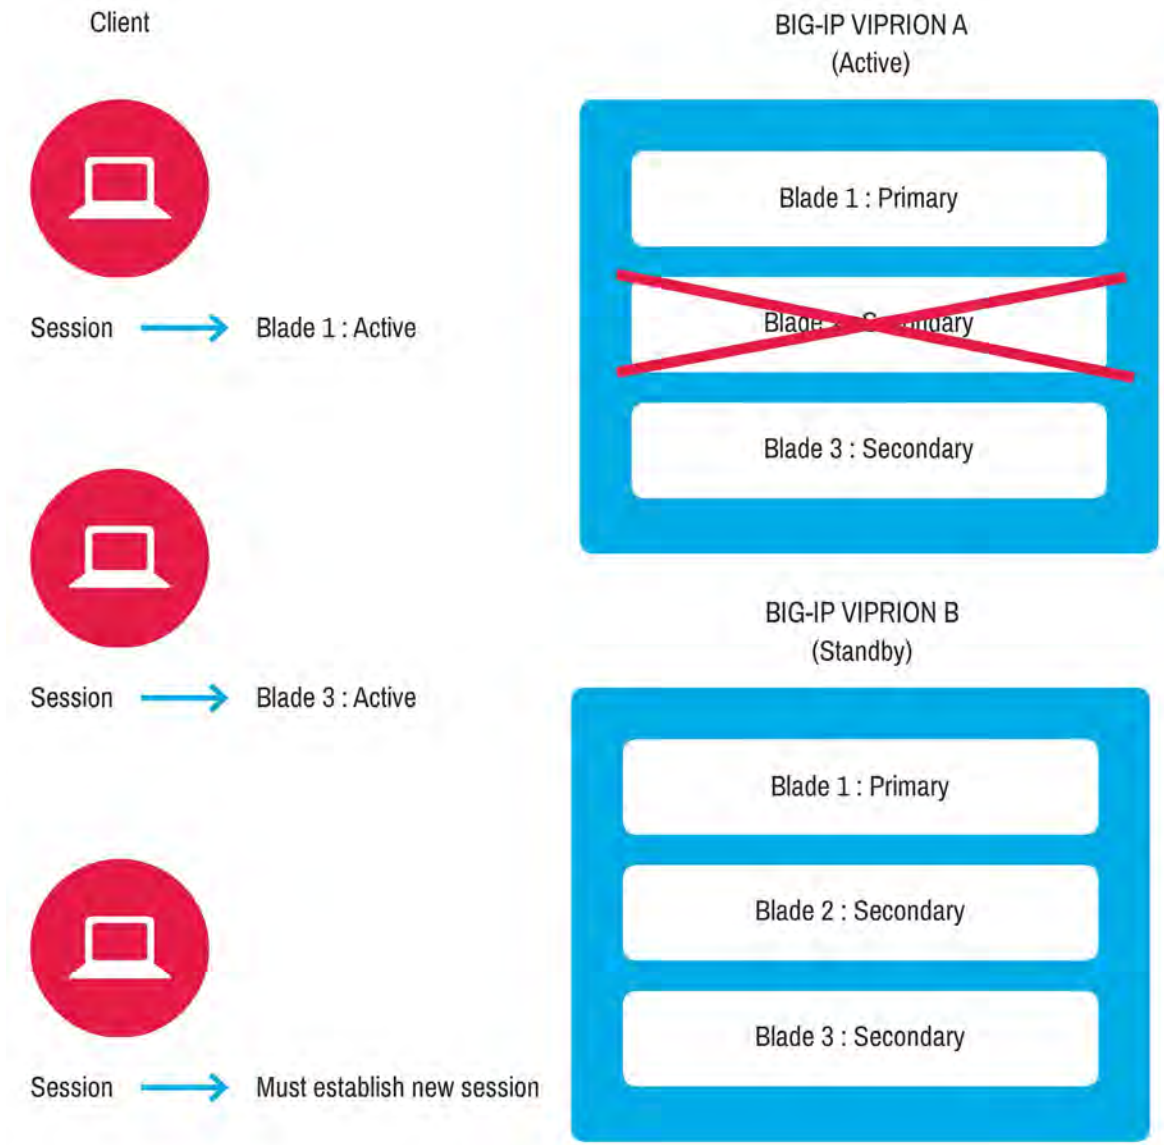 Client
Session
Blade 1 : Active
Session
Blade 3 : Active
Session
Must establish new session
BIG-IP VIPRION A
(Active)
Blade 1 : Primary
Blade
Blade 3 : Secondary
BIG-IP VIPRION B
(Standby)
Blade 1 : Primary
Blade 2 : Secondary
Blade 3 : Secondary